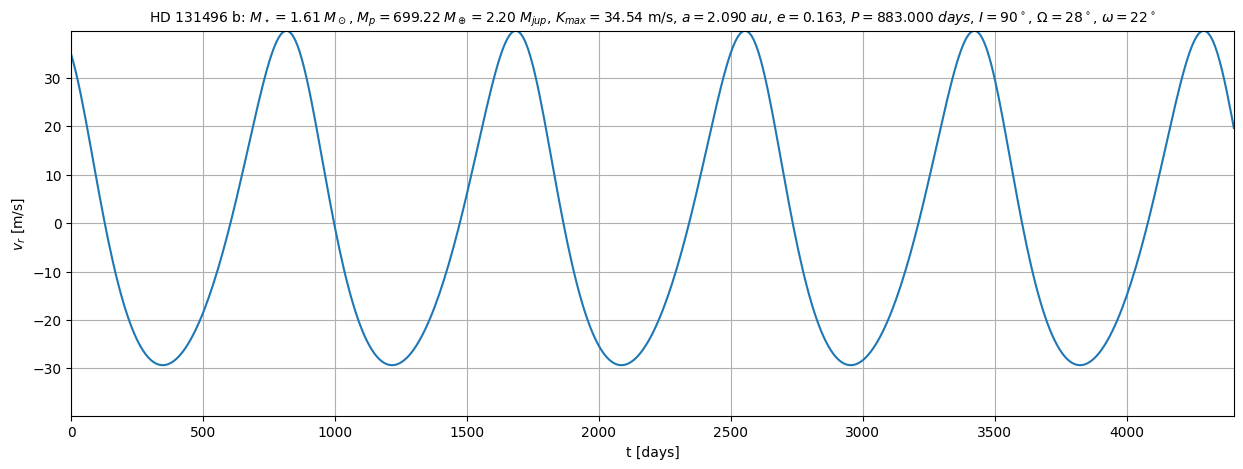 HD 131496 b: M⋆ = 1.61 M⊙, Mp = 699.22 M⊕ = 2.20 Mjup, Kmax = 34.54 m/s, a = 2.090 au, e = 0.163, P = 883.000 days, I = 90°, Ω = 28°, ω = 22°
30
20
10
0
−10
−20
−30
vr [m/s]
0 500 1000 1500 2000 2500 3000 3500 4000
t [days]